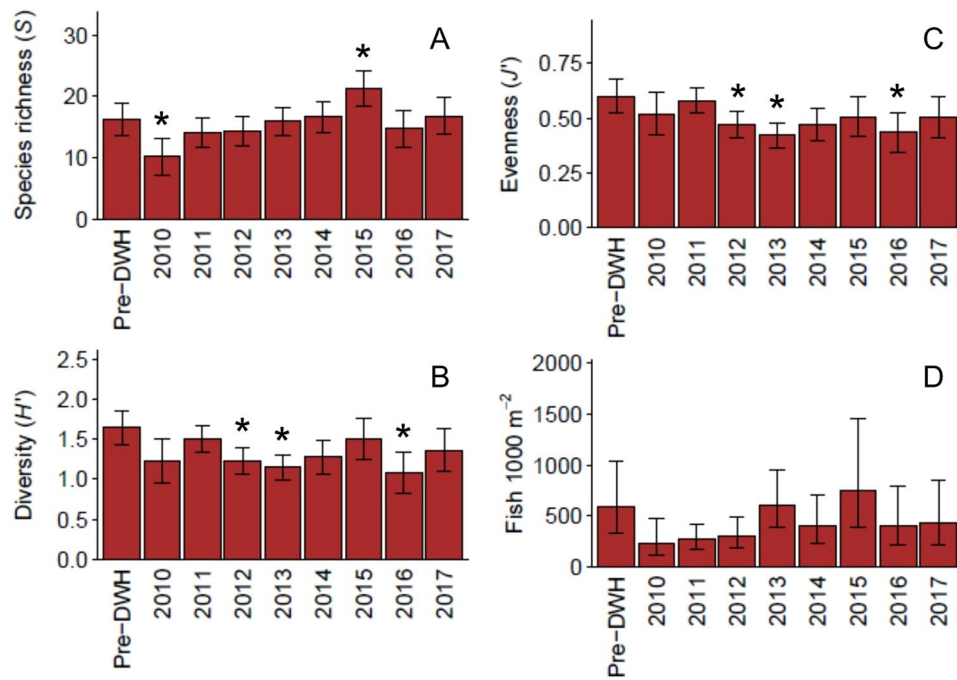 A
Species richness (S)
30
20
10
0
*
*
Pre-DWH 2010 2011 2012 2013 2014 2015 2016 2017
C
Evenness (J')
0.75
0.50
0.25
0.00
*
*
*
Pre-DWH 2010 2011 2012 2013 2014 2015 2016 2017
B
Diversity (H')
2.5
2.0
1.5
1.0
0.5
0.0
*
*
*
Pre-DWH 2010 2011 2012 2013 2014 2015 2016 2017
D
Fish 1000 m⁻²
2000
1500
1000
500
0
Pre-DWH 2010 2011 2012 2013 2014 2015 2016 2017